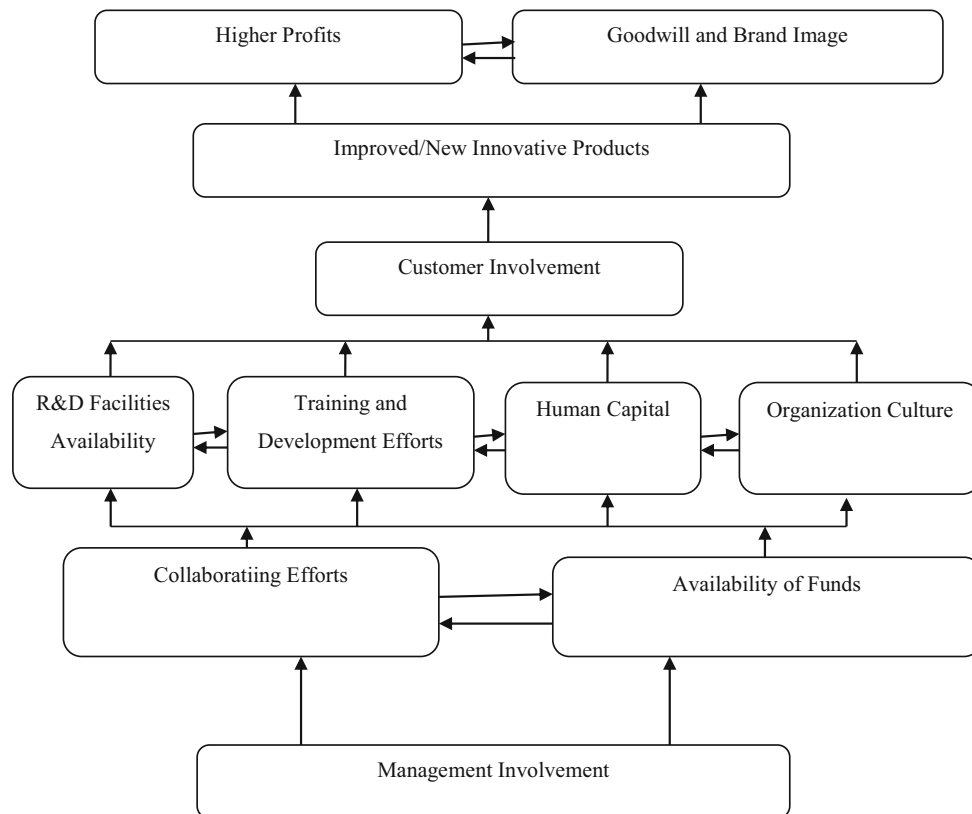 Higher Profits
Goodwill and Brand Image
Improved/New Innovative Products
Customer Involvement
R&D Facilities
Availability
Training and
Development Efforts
Human Capital
Organization Culture
Collaboratiing Efforts
Availability of Funds
Management Involvement